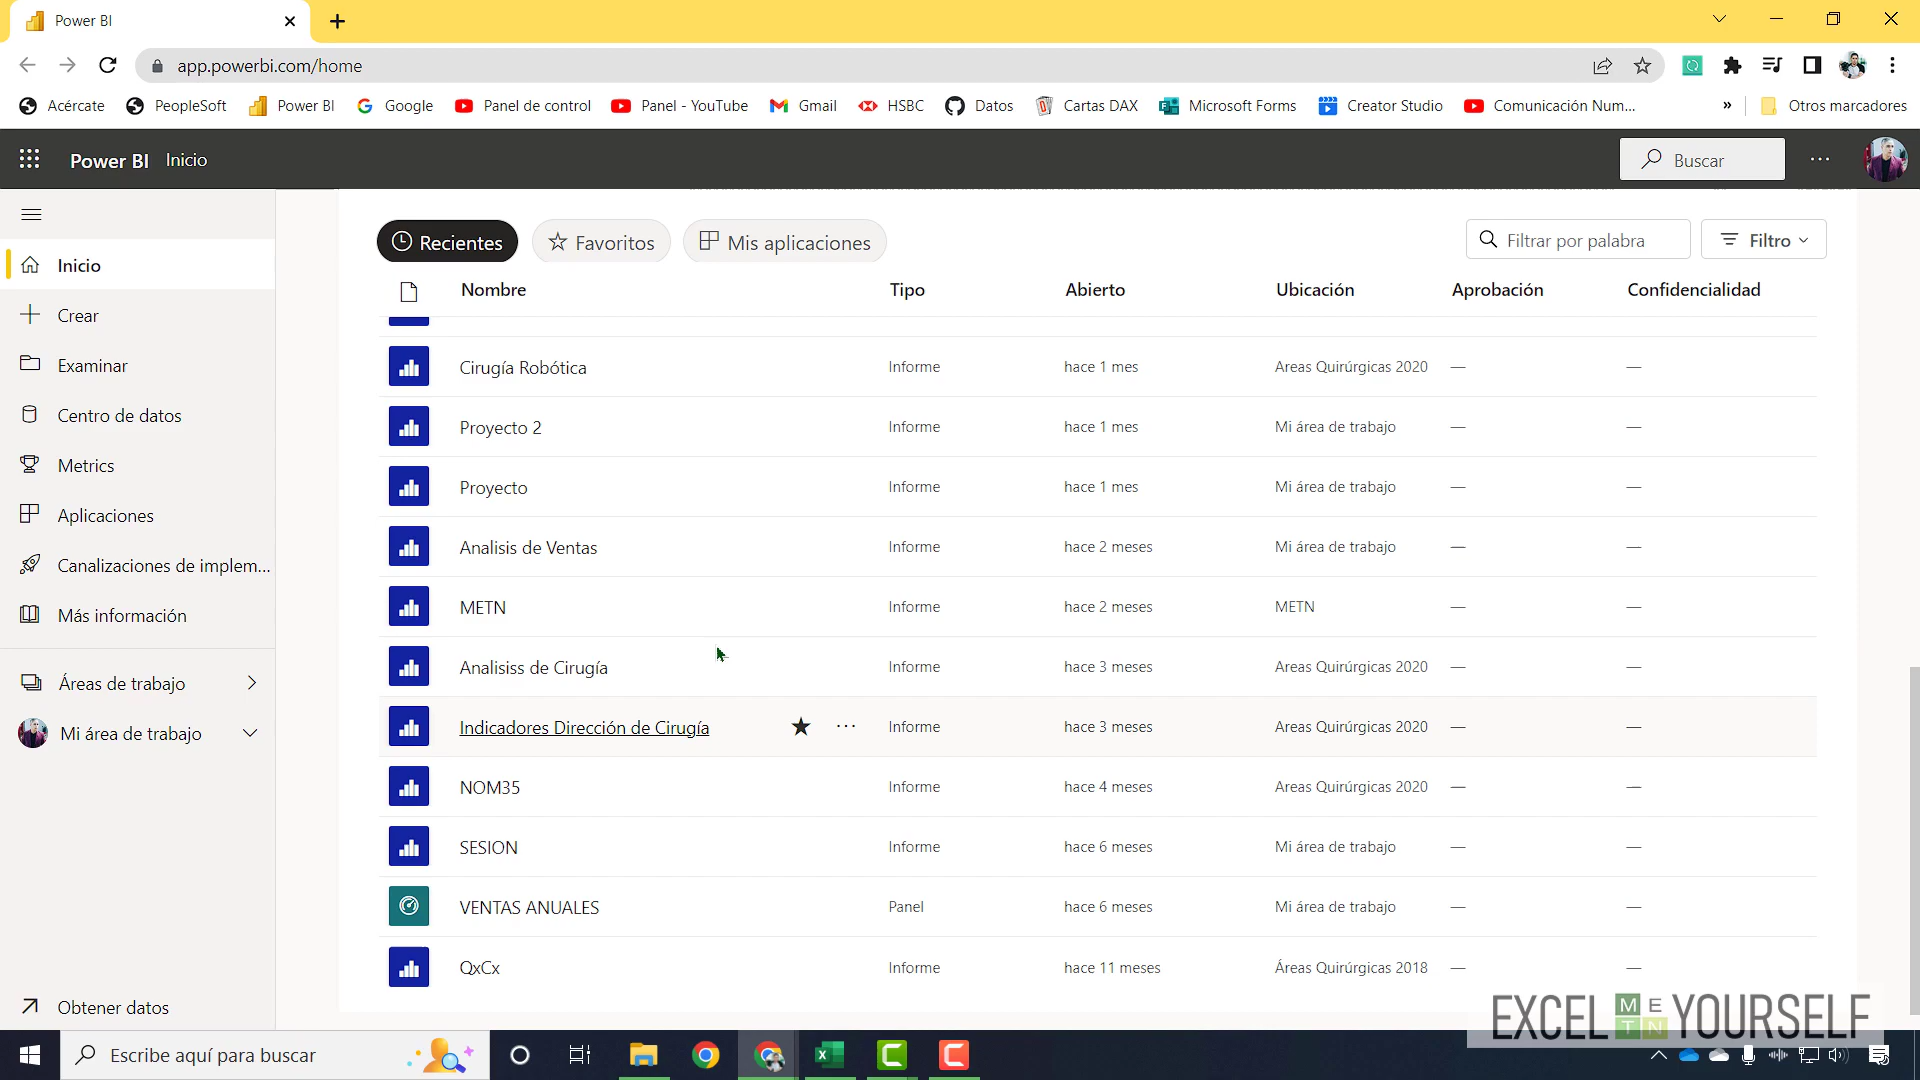 Power BI
app.powerbi.com/home
Acércate PeopleSoft Power BI Google Panel de control Panel - YouTube Gmail HSBC Datos Cartas DAX Microsoft Forms Creator Studio Comunicación Num... » Otros marcadores
Power BI Inicio Buscar
Recientes Favoritos Mis aplicaciones Filtrar por palabra Filtro
Inicio
Crear
Examinar
Centro de datos
Metrics
Aplicaciones
Canalizaciones de implem...
Más información
Áreas de trabajo
Mi área de trabajo
Obtener datos
Nombre Tipo Abierto Ubicación Aprobación Confidencialidad
Cirugía Robótica Informe hace 1 mes Areas Quirúrgicas 2020 — —
Proyecto 2 Informe hace 1 mes Mi área de trabajo — —
Proyecto Informe hace 1 mes Mi área de trabajo — —
Analisis de Ventas Informe hace 2 meses Mi área de trabajo — —
METN Informe hace 2 meses METN — —
Analisiss de Cirugía Informe hace 3 meses Areas Quirúrgicas 2020 — —
Indicadores Dirección de Cirugía Informe hace 3 meses Areas Quirúrgicas 2020 — —
NOM35 Informe hace 4 meses Areas Quirúrgicas 2020 — —
SESION Informe hace 6 meses Mi área de trabajo — —
VENTAS ANUALES Panel hace 6 meses Mi área de trabajo — —
QxCx Informe hace 11 meses Áreas Quirúrgicas 2018 — —
EXCEL METN YOURSELF
Escribe aquí para buscar